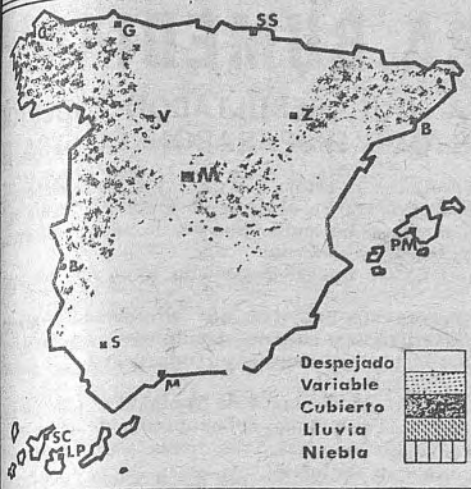 C
G
SS
V
Z
B
M
PM
B
S
M
SC
LP
Despejado
Variable
Cubierto
Lluvia
Niebla